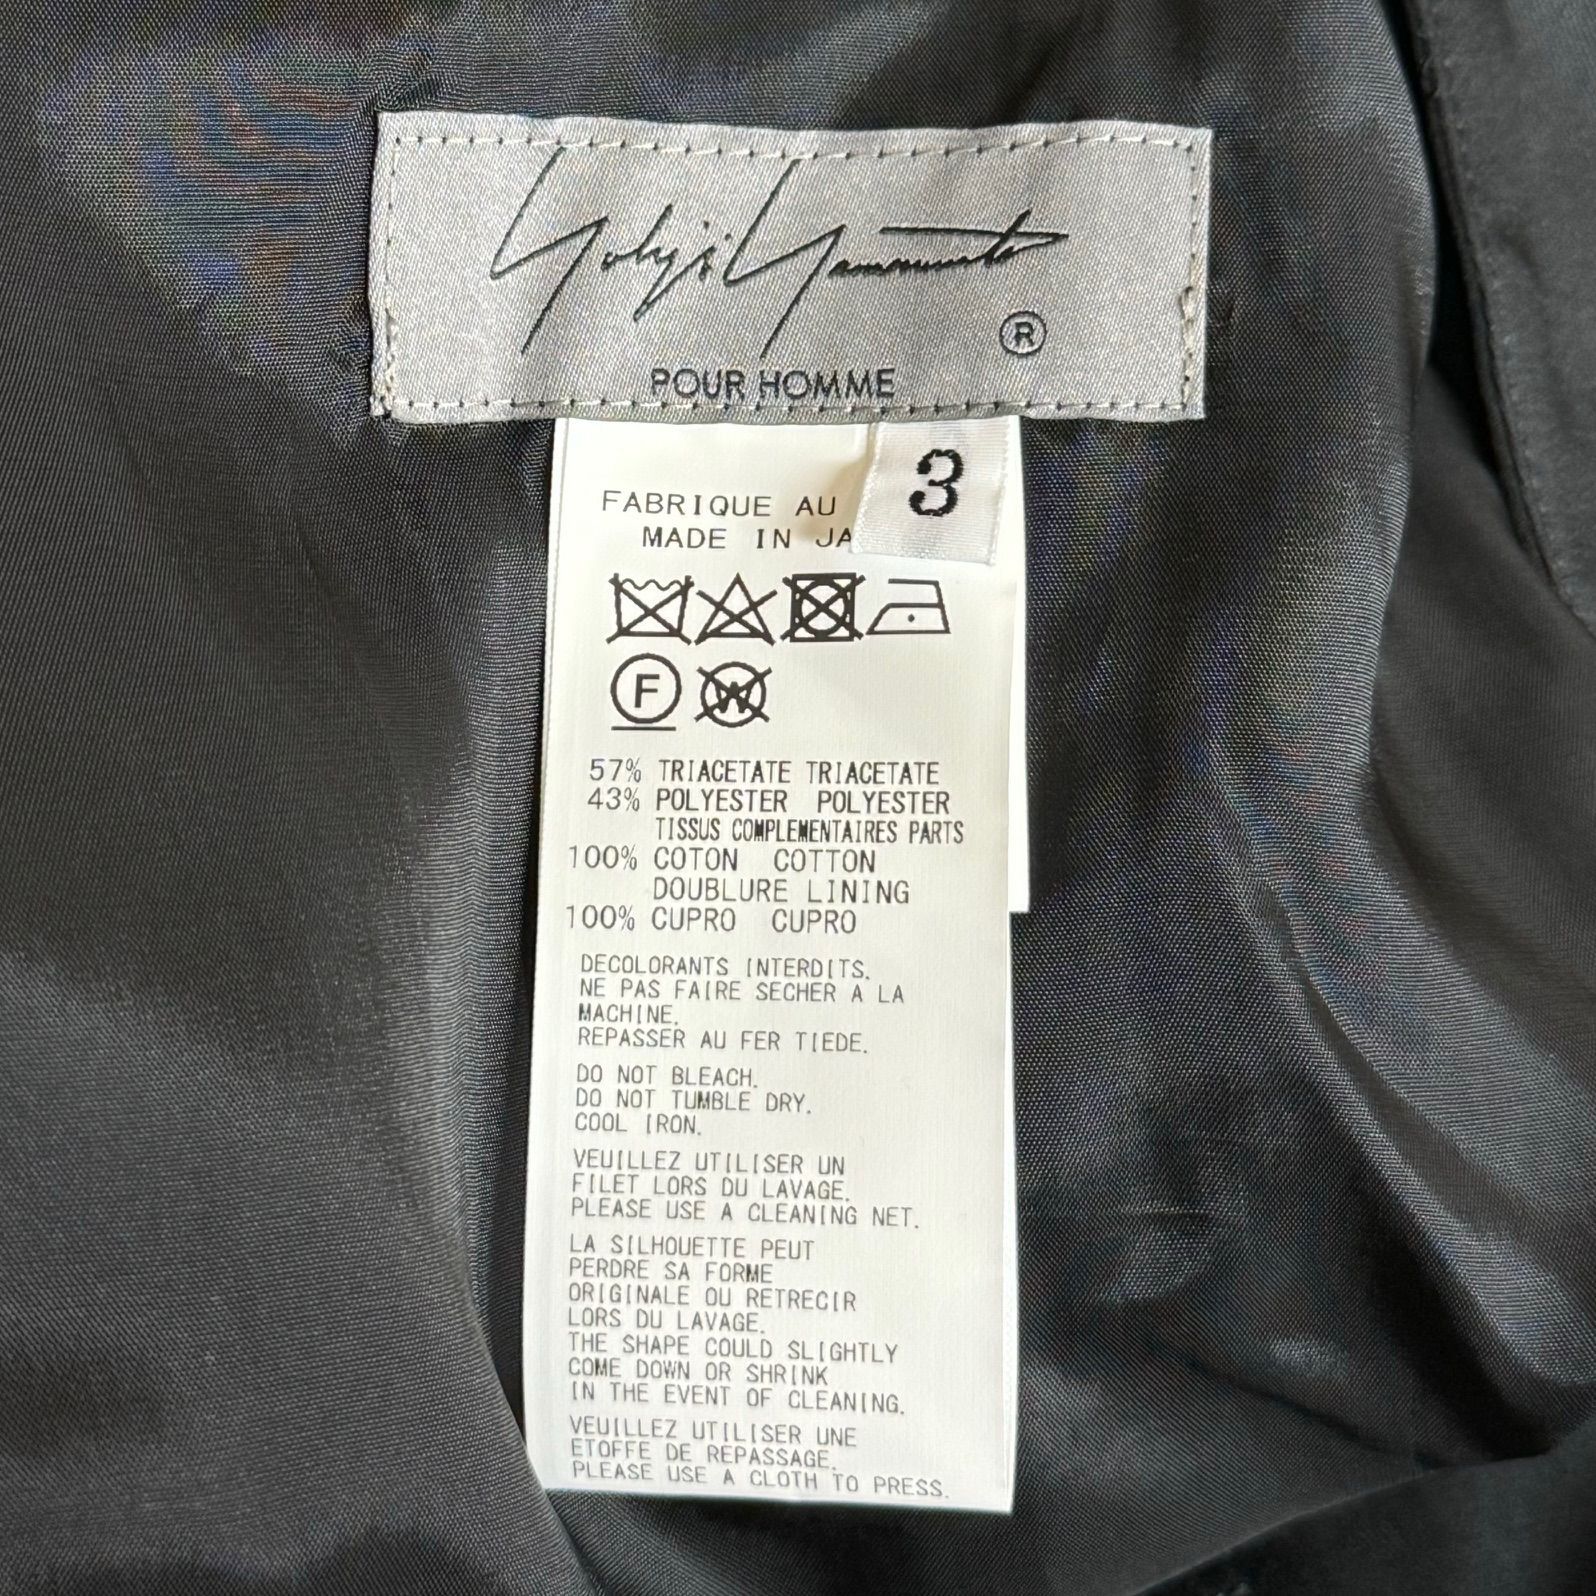 Yohji Yamamoto
®
POUR HOMME
3
FABRIQUE AU
MADE IN JA
F
W
57% TRIACETATE TRIACETATE
43% POLYESTER POLYESTER
TISSUS COMPLEMENTAIRES PARTS
100% COTON COTTON
DOUBLURE LINING
100% CUPRO CUPRO
DECOLORANTS INTERDITS.
NE PAS FAIRE SECHER A LA
MACHINE.
REPASSER AU FER TIEDE.
DO NOT BLEACH.
DO NOT TUMBLE DRY.
COOL IRON.
VEUILLEZ UTILISER UN
FILET LORS DU LAVAGE.
PLEASE USE A CLEANING NET.
LA SILHOUETTE PEUT
PERDRE SA FORME
ORIGINALE OU RETRECIR
LORS DU LAVAGE.
THE SHAPE COULD SLIGHTLY
COME DOWN OR SHRINK
IN THE EVENT OF CLEANING.
VEUILLEZ UTILISER UNE
ETOFFE DE REPASSAGE.
PLEASE USE A CLOTH TO PRESS.